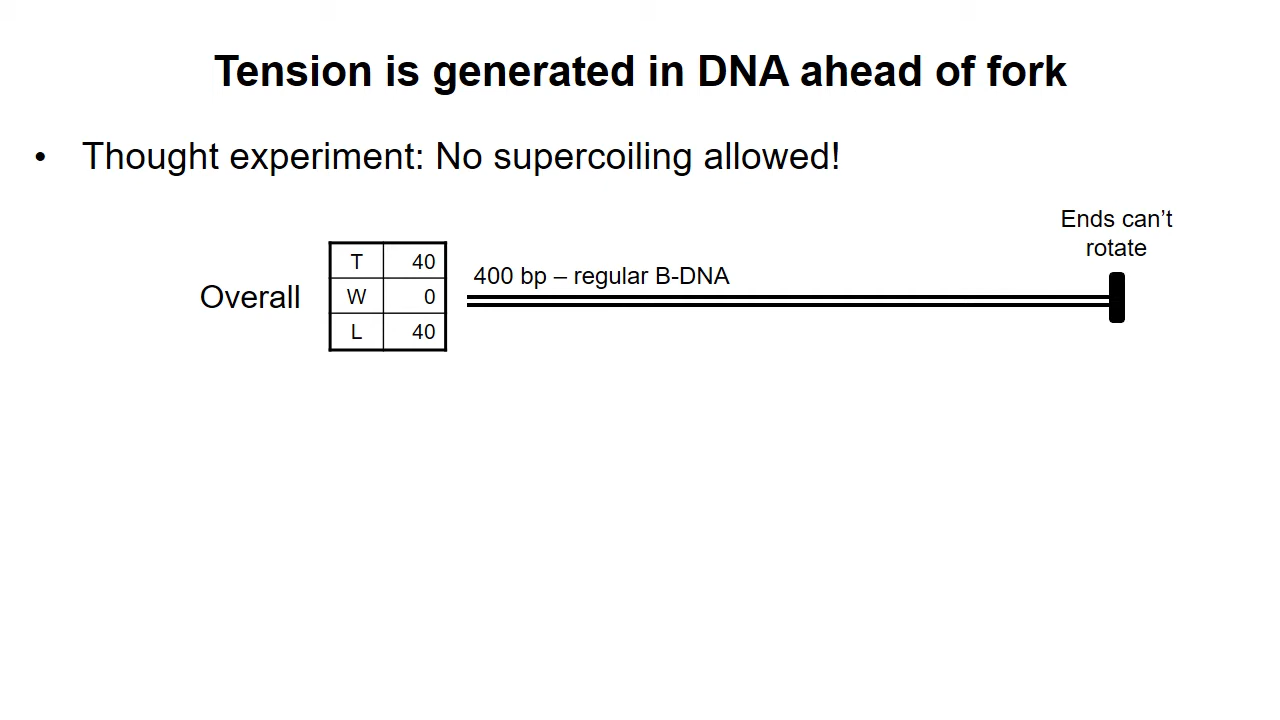 Tension is generated in DNA ahead of fork
• Thought experiment: No supercoiling allowed!
Ends can’t
rotate
400 bp – regular B-DNA
Overall
T 40
W 0
L 40